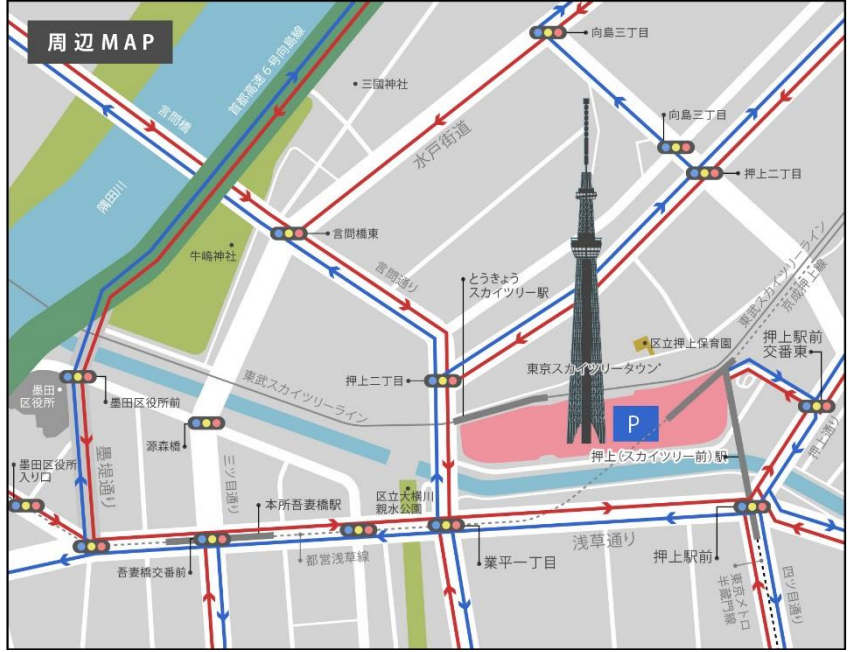 周辺MAP
首都高速6号向島線
言問橋
隅田川
三國神社
水戸街道
向島三丁目
向島三丁目
押上二丁目
言問橋東
牛嶋神社
言問通り
とうきょう
スカイツリー駅
東武スカイツリーライン
京成押上線
区立押上保育園
押上駅前
交番東
東京スカイツリータウン
押上二丁目
東武スカイツリーライン
墨田
区役所
墨田区役所前
源森橋
P
押上(スカイツリー前)駅
押上通り
墨田区役所
入り口
墨堤通り
三ツ目通り
本所吾妻橋駅
区立大横川
親水公園
浅草通り
押上駅前
業平一丁目
都営浅草線
吾妻橋交番前
東京メトロ
半蔵門線
四ツ目通り